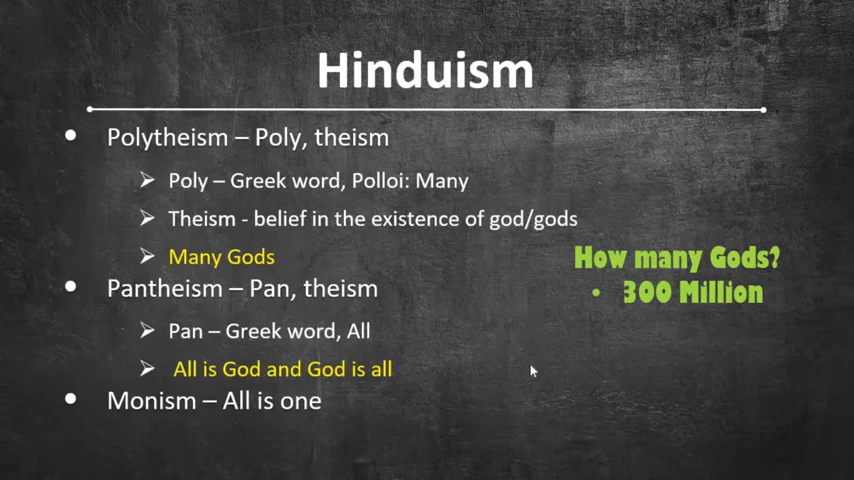 Hinduism
• Polytheism – Poly, theism
➢ Poly – Greek word, Polloi: Many
➢ Theism - belief in the existence of god/gods
➢ Many Gods
• Pantheism – Pan, theism
➢ Pan – Greek word, All
➢ All is God and God is all
• Monism – All is one
How many Gods?
• 300 Million